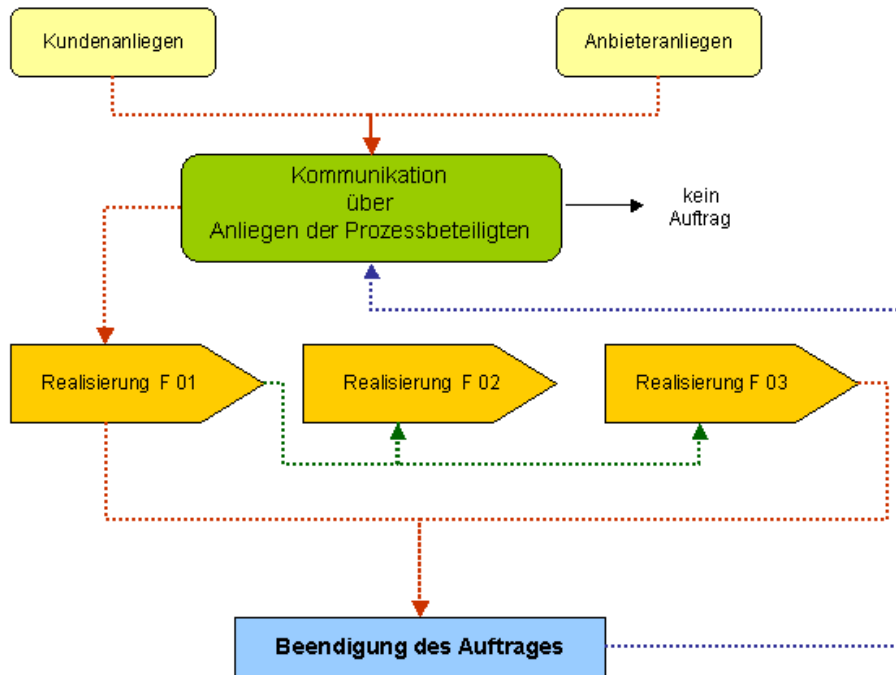 Kundenanliegen
Anbieteranliegen
Kommunikation
über
Anliegen der Prozessbeteiligten
kein
Auftrag
Realisierung F 01
Realisierung F 02
Realisierung F 03
Beendigung des Auftrages